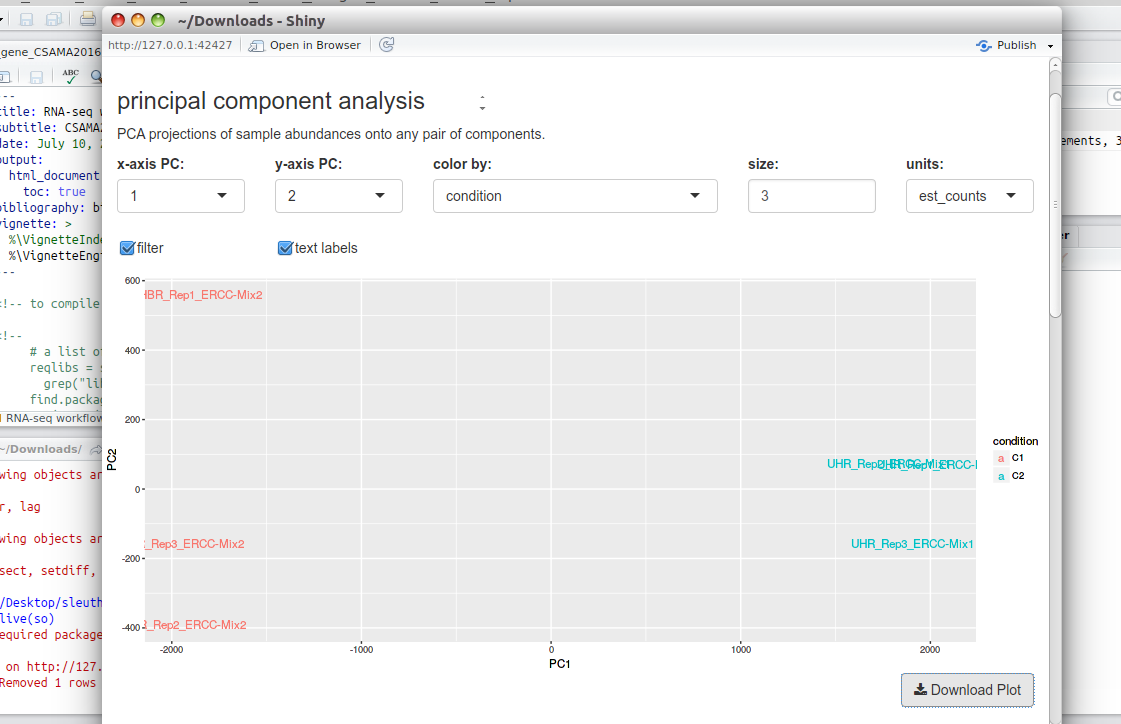 ~/Downloads - Shiny
http://127.0.0.1:42427 Open in Browser Publish
gene_CSAMA2016
ABC
---
title: RNA-seq
subtitle: CSAMA
date: July 10,
output:
html_document
toc: true
bibliography:
vignette: >
%\VignetteInd
%\VignetteEng
---
<!-- to compile
<!--
# a list
reqlibs =
grep("lib
find.packag
RNA-seq workflow
~/Downloads/
wing objects
r, lag
wing objects
sect, setdiff,
/Desktop/sleuth
live(so)
equired package
on http://127.
Removed 1 rows
ements, 3
principal component analysis
PCA projections of sample abundances onto any pair of components.
x-axis PC: y-axis PC: color by: size: units:
1 2 condition 3 est_counts
filter text labels
600
HBR_Rep1_ERCC-Mix2
400
200
PC2
UHR_Rep2_ERCC-Mix1 UHR_Rep1_ERCC-
0
_Rep3_ERCC-Mix2 UHR_Rep3_ERCC-Mix1
-200
_Rep2_ERCC-Mix2
-400
-2000 -1000 0 1000 2000
PC1
condition
a C1
a C2
Download Plot